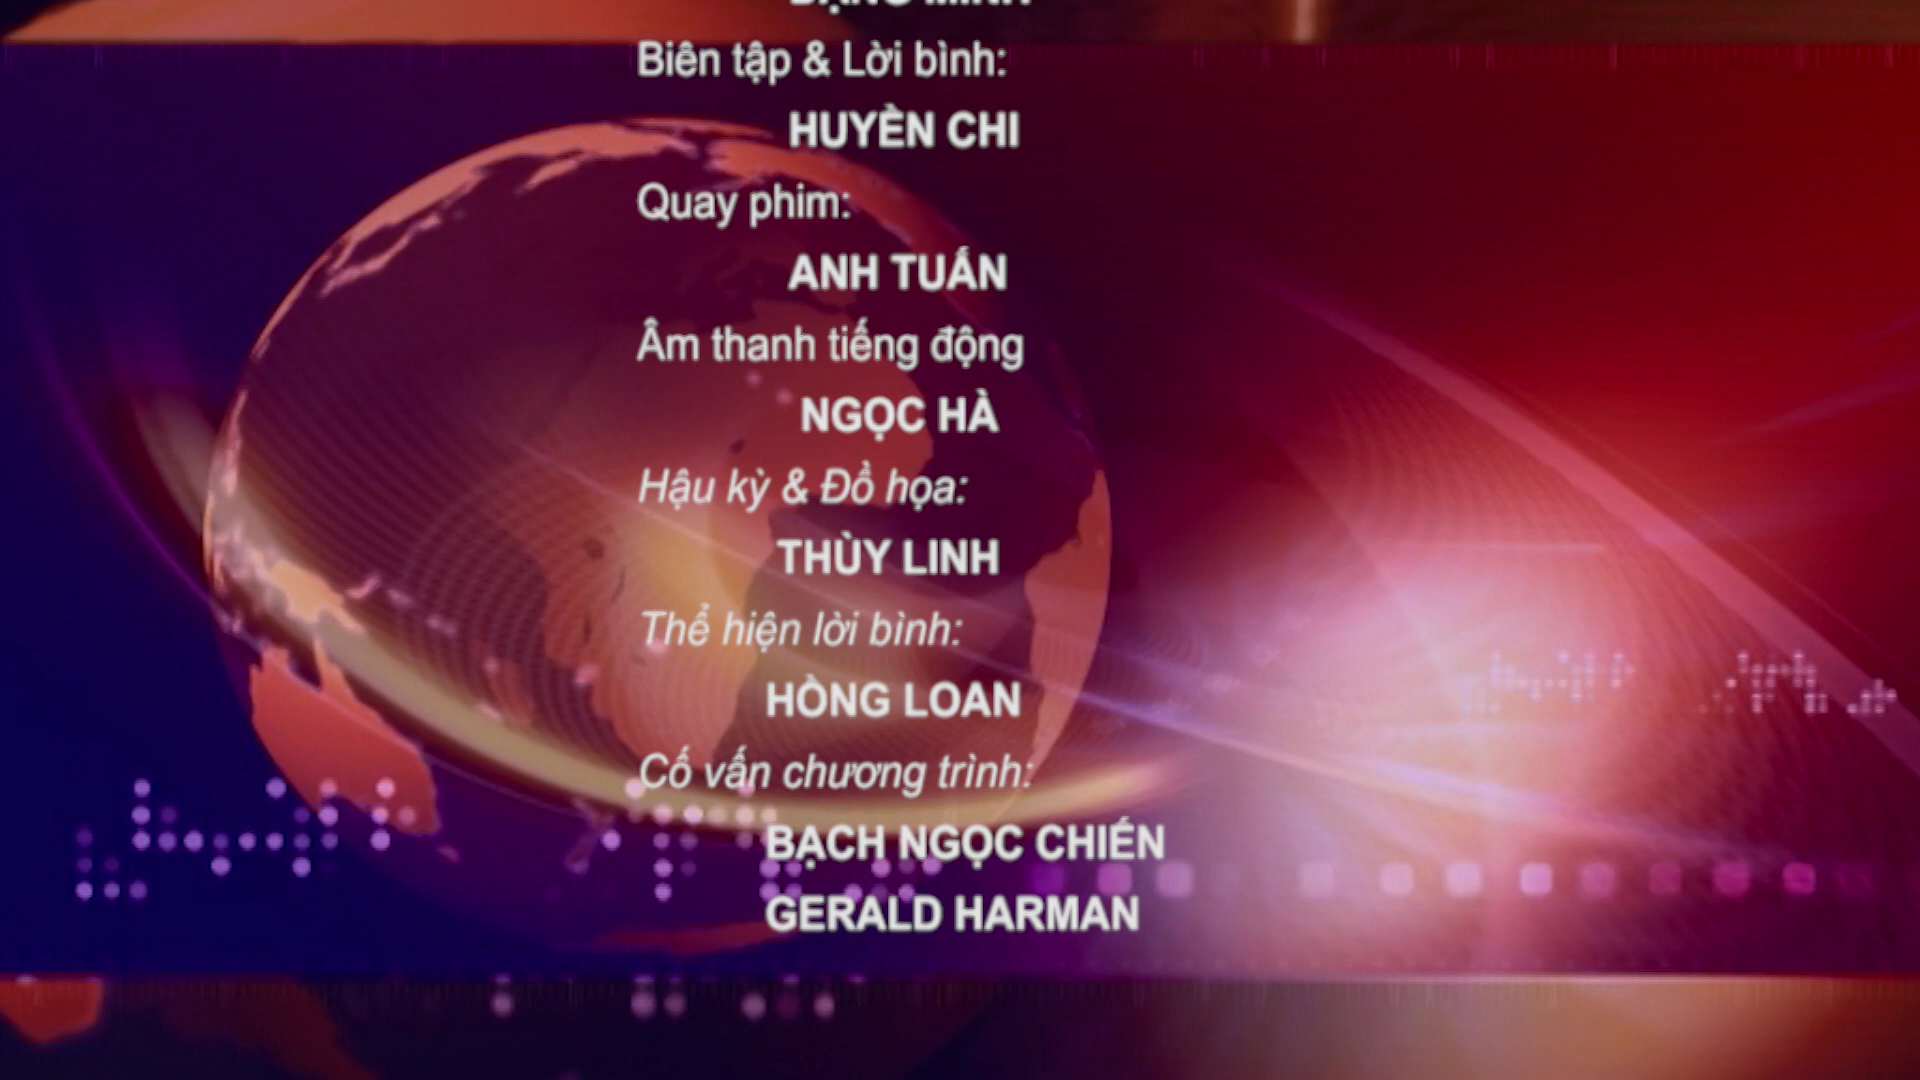 Biên tập & Lời bình:
HUYỀN CHI
Quay phim:
ANH TUẤN
Âm thanh tiếng động
NGỌC HÀ
Hậu kỳ & Đồ họa:
THÙY LINH
Thể hiện lời bình:
HỒNG LOAN
Cố vấn chương trình:
BẠCH NGỌC CHIẾN
GERALD HARMAN